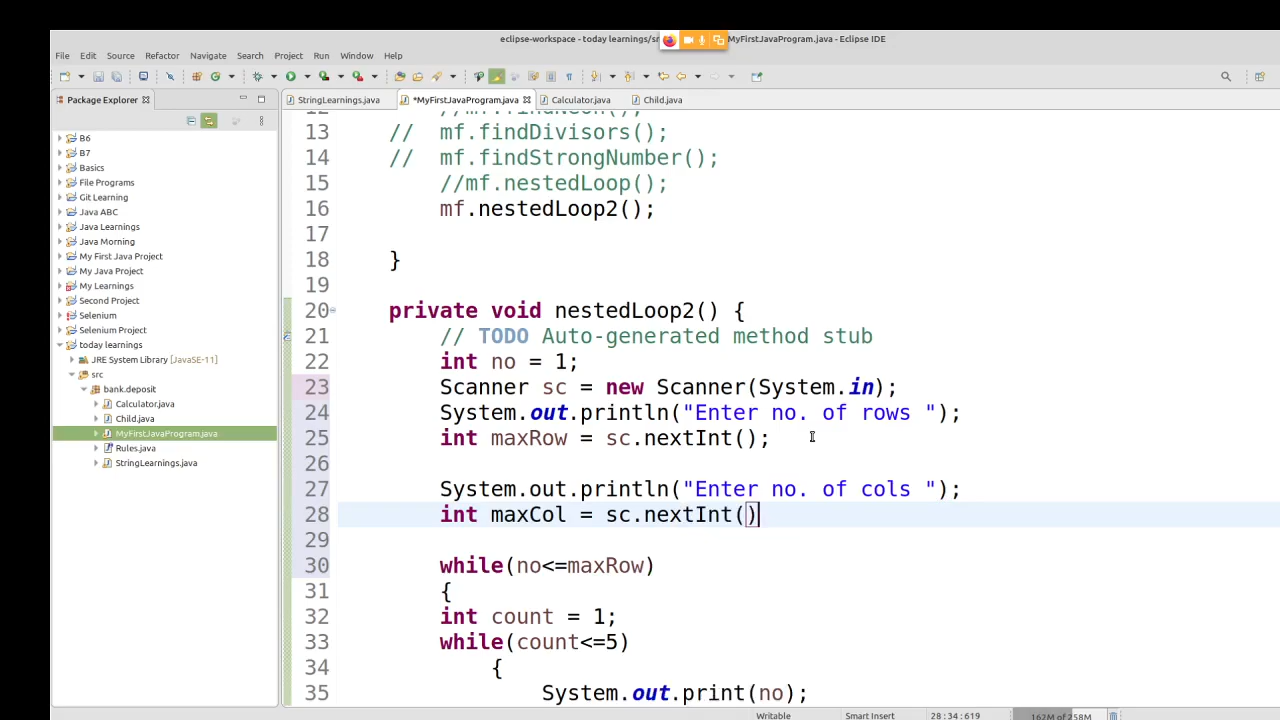 eclipse-workspace - today learnings/sr MyFirstJavaProgram.java - Eclipse IDE
File Edit Source Refactor Navigate Search Project Run Window Help
Package Explorer
StringLearnings.java *MyFirstJavaProgram.java Calculator.java Child.java
B6
B7
Basics
File Programs
Git Learning
Java ABC
Java Learnings
Java Morning
My First Java Project
My Java Project
My Learnings
Second Project
Selenium
Selenium Project
today learnings
JRE System Library [JavaSE-11]
src
bank.deposit
Calculator.java
Child.java
MyFirstJavaProgram.java
Rules.java
StringLearnings.java
12 //mf.findNeon();
13 // mf.findDivisors();
14 // mf.findStrongNumber();
15 //mf.nestedLoop();
16 mf.nestedLoop2();
17
18 }
19
20 private void nestedLoop2() {
21 // TODO Auto-generated method stub
22 int no = 1;
23 Scanner sc = new Scanner(System.in);
24 System.out.println("Enter no. of rows ");
25 int maxRow = sc.nextInt();
26
27 System.out.println("Enter no. of cols ");
28 int maxCol = sc.nextInt()
29
30 while(no<=maxRow)
31 {
32 int count = 1;
33 while(count<=5)
34 {
35 System.out.print(no);
Writable Smart Insert 28:34:619 162M of 258M